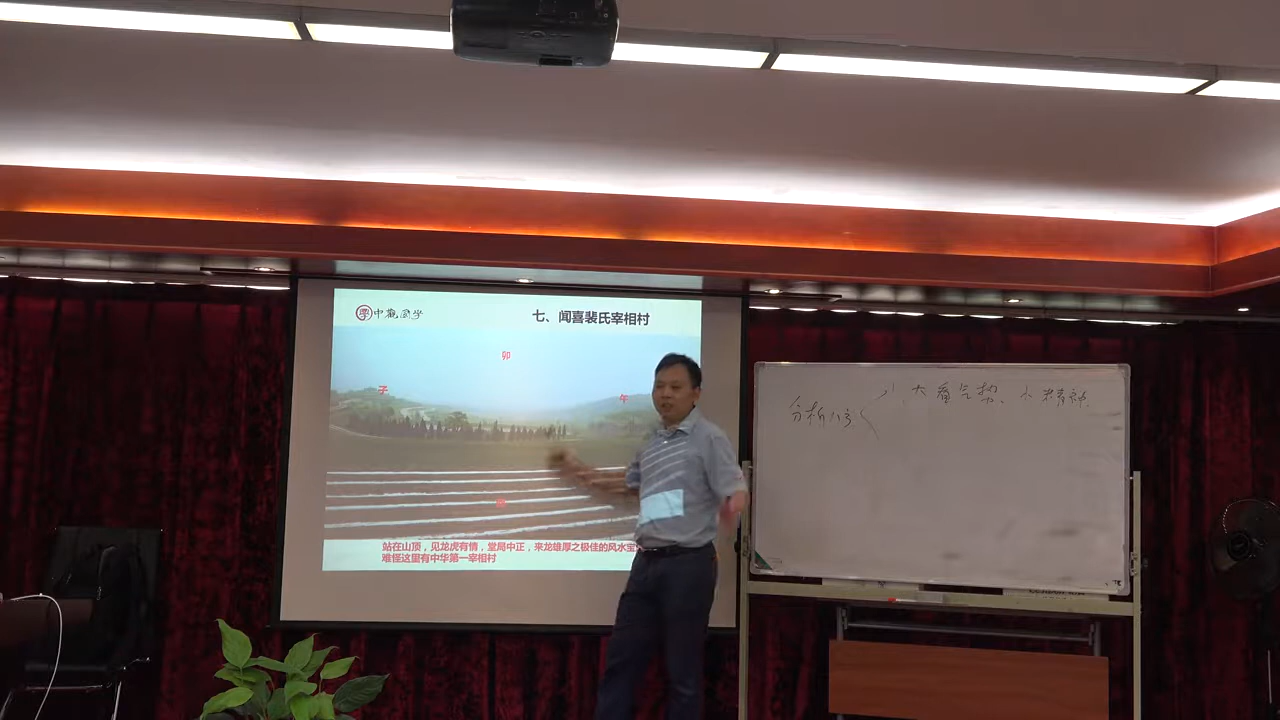 中觀國学
七、闻喜裴氏宰相村
卯
子
午
酉
站在山顶，见龙虎有情，堂局中正，来龙雄厚之极佳的风水宝
难怪这里有中华第一宰相村
分析八字
1、大看气势、小精神